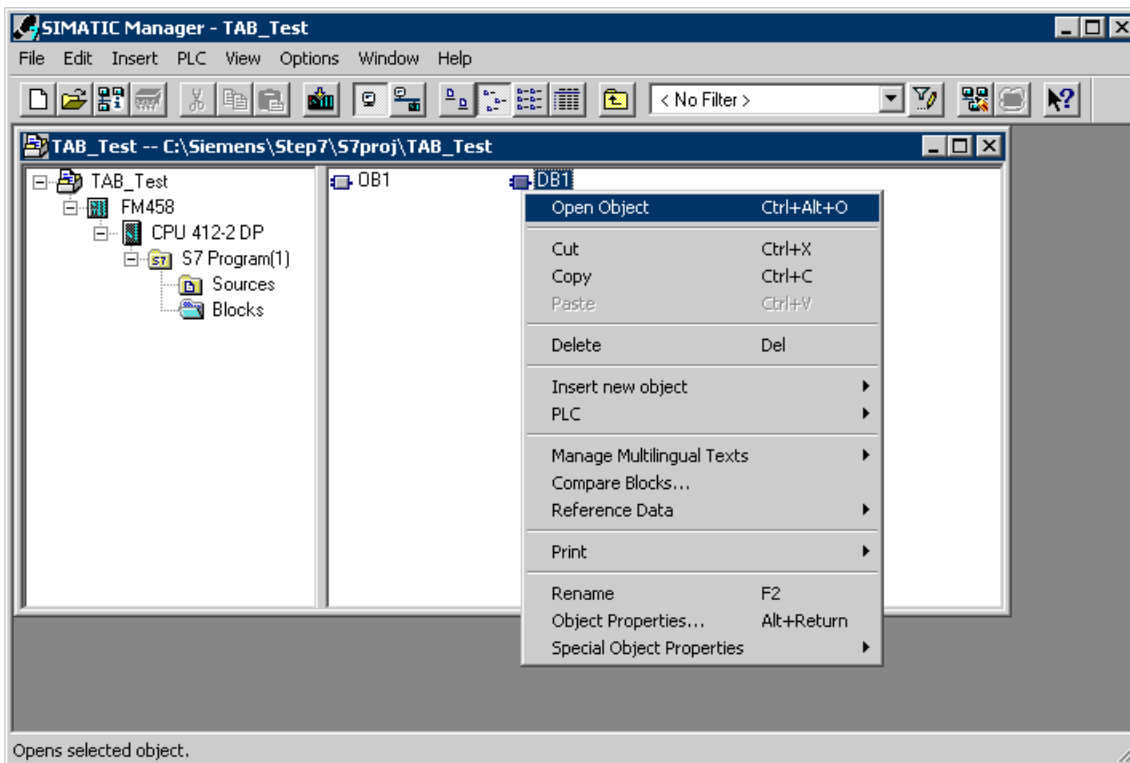 SIMATIC Manager - TAB_Test
File Edit Insert PLC View Options Window Help
< No Filter >
TAB_Test -- C:\Siemens\Step7\S7proj\TAB_Test
TAB_Test
FM458
CPU 412-2 DP
S7 Program(1)
Sources
Blocks
OB1 DB1
Open Object Ctrl+Alt+O
Cut Ctrl+X
Copy Ctrl+C
Paste Ctrl+V
Delete Del
Insert new object
PLC
Manage Multilingual Texts
Compare Blocks...
Reference Data
Print
Rename F2
Object Properties... Alt+Return
Special Object Properties
Opens selected object.